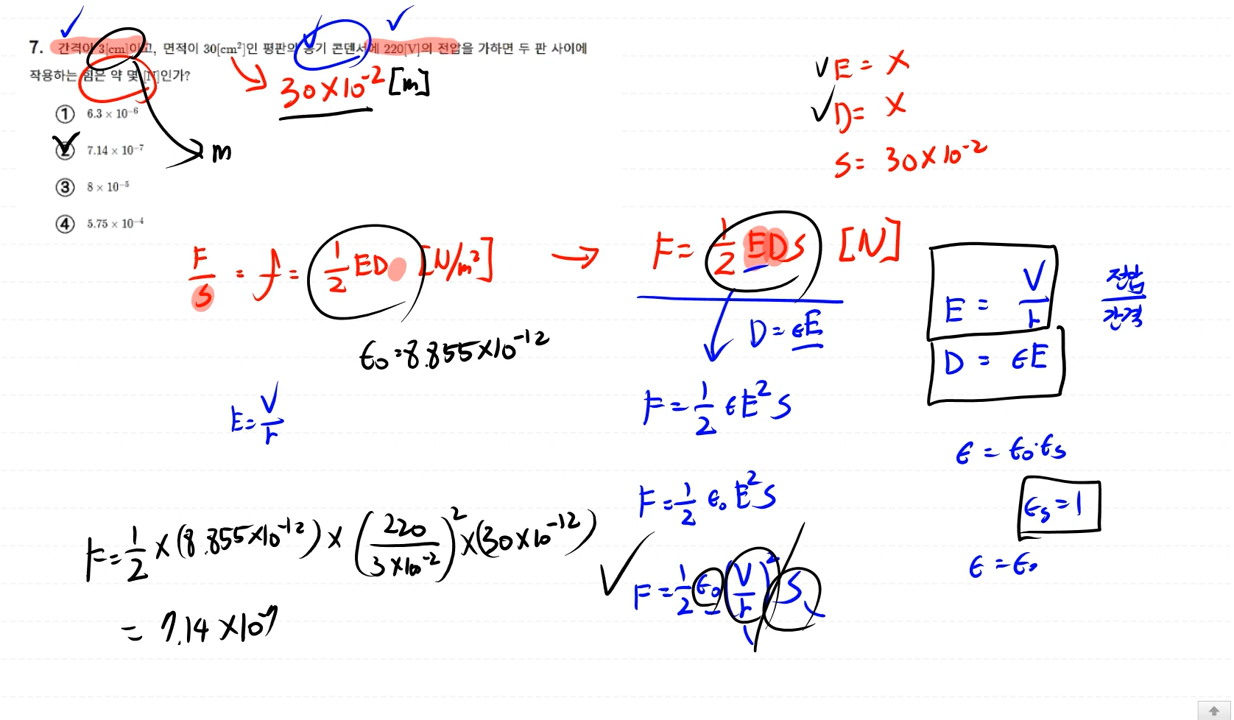 7. 간격이 3[cm]이고, 면적이 30[cm²]인 평판의 공기 콘덴서에 220[V]의 전압을 가하면 두 판 사이에
작용하는 힘은 약 몇 [N]인가?
30×10⁻² [m]
① 6.3 × 10⁻⁶
② 7.14 × 10⁻⁷
③ 8 × 10⁻⁵
④ 5.75 × 10⁻⁴
m
E = X
D = X
S = 30×10⁻²
F/S = f = 1/2 ED [N/m²] → F = 1/2 EDS [N]
D = εE
ε₀ = 8.855×10⁻¹²
E = V/r
F = 1/2 εE²S
F = 1/2 ε₀E²S
F = 1/2 ε₀ (V/r)² S
E = V/r 전압/간격
D = εE
ε = ε₀·εs
εs = 1
ε = ε₀
F = 1/2 × (8.855×10⁻¹²) × (220/3×10⁻²)² × (30×10⁻¹²)
= 7.14×10⁻⁷